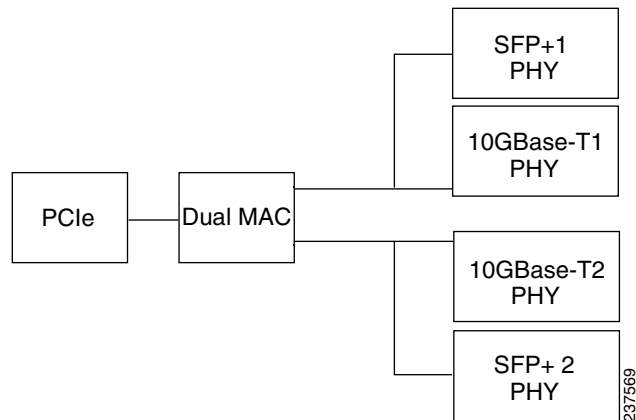 SFP+1
PHY
10GBase-T1
PHY
PCIe
Dual MAC
10GBase-T2
PHY
SFP+ 2
PHY
237569